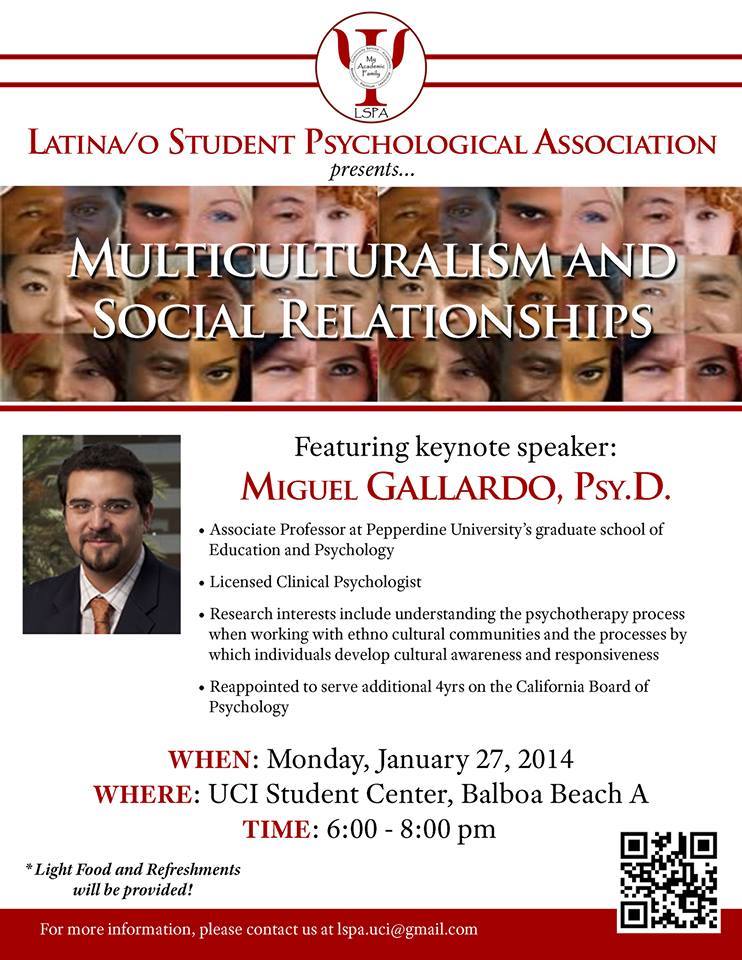 My
Academic
Family
LSPA
LATINA/O STUDENT PSYCHOLOGICAL ASSOCIATION
presents...
MULTICULTURALISM AND
SOCIAL RELATIONSHIPS
Featuring keynote speaker:
MIGUEL GALLARDO, PSY.D.
• Associate Professor at Pepperdine University's graduate school of
Education and Psychology
• Licensed Clinical Psychologist
• Research interests include understanding the psychotherapy process
when working with ethno cultural communities and the processes by
which individuals develop cultural awareness and responsiveness
• Reappointed to serve additional 4yrs on the California Board of
Psychology
WHEN: Monday, January 27, 2014
WHERE: UCI Student Center, Balboa Beach A
TIME: 6:00 - 8:00 pm
* Light Food and Refreshments
will be provided!
For more information, please contact us at lspa.uci@gmail.com